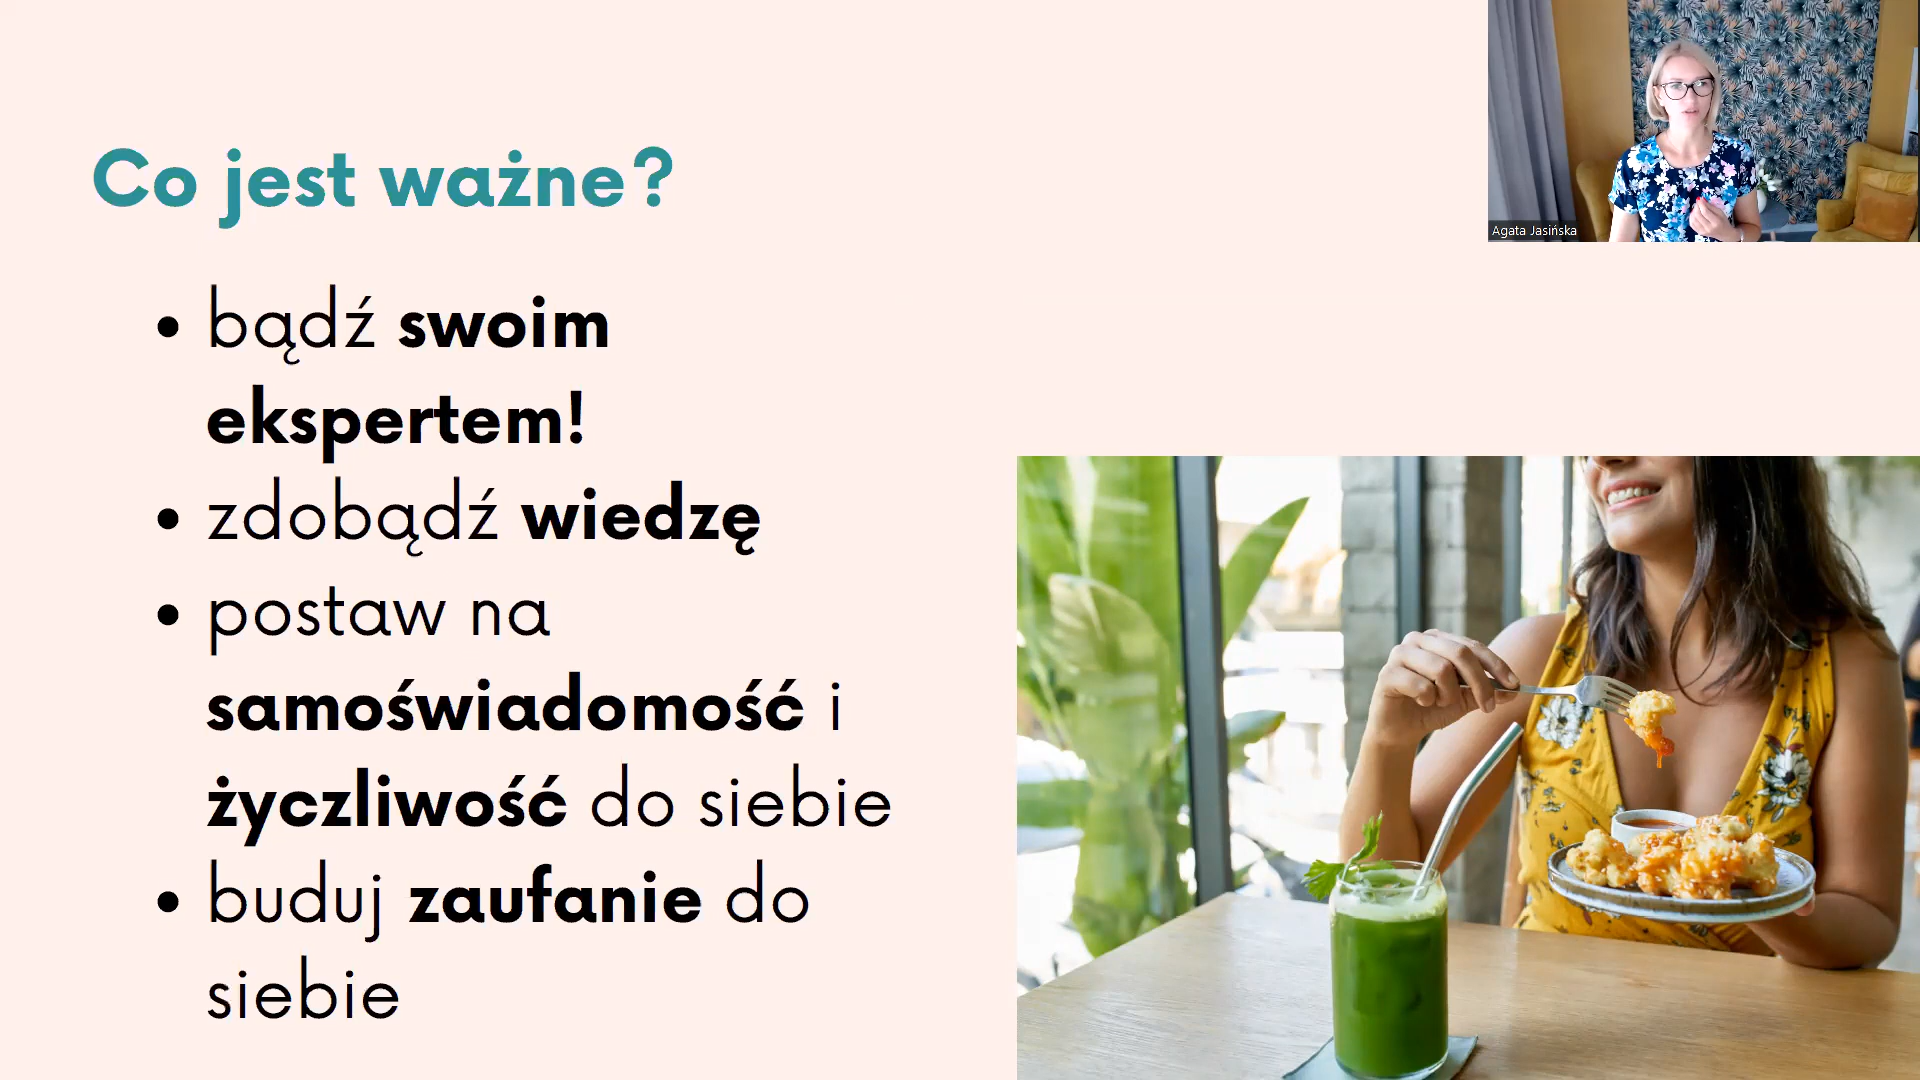 Co jest ważne?
• bądź swoim
ekspertem!
• zdobądź wiedzę
• postaw na
samoświadomość i
życzliwość do siebie
• buduj zaufanie do
siebie
Agata Jasińska